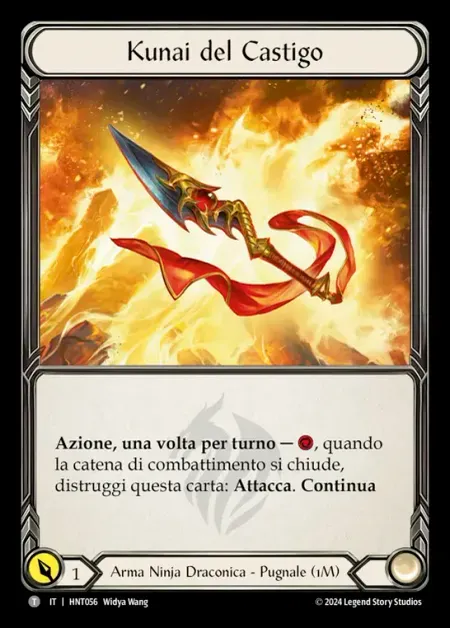 Kunai del Castigo
Azione, una volta per turno — , quando
la catena di combattimento si chiude,
distruggi questa carta: Attacca. Continua
1
Arma Ninja Draconica - Pugnale (1M)
T IT | HNT056 Widya Wang
© 2024 Legend Story Studios